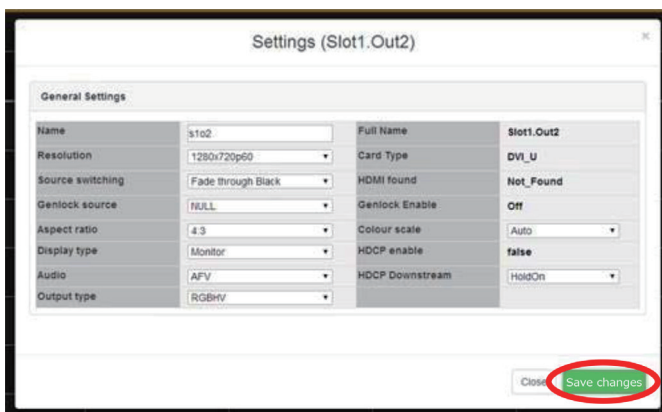 Settings (Slot1.Out2)
×
General Settings
Name s1o2 Full Name Slot1.Out2
Resolution 1280x720p60 Card Type DVI_U
Source switching Fade through Black HDMI found Not_Found
Genlock source NULL Genlock Enable Off
Aspect ratio 4:3 Colour scale Auto
Display type Monitor HDCP enable false
Audio AFV HDCP Downstream HoldOn
Output type RGBHV
Close Save changes